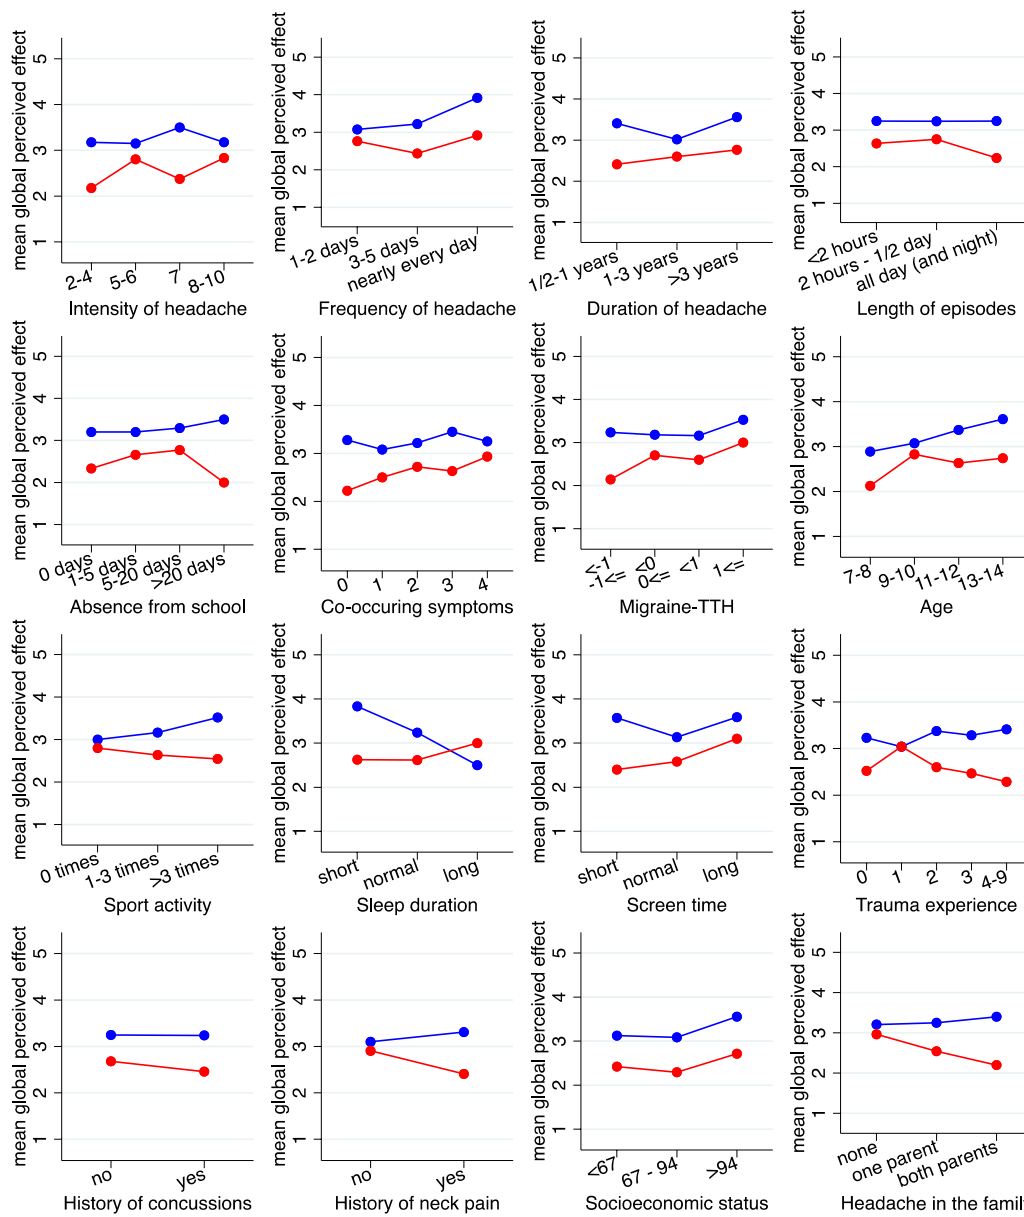 mean global perceived effect
5
4
3
2
1
2-4
5-6
7
8-10
Intensity of headache
mean global perceived effect
5
4
3
2
1
1-2 days
3-5 days
nearly every day
Frequency of headache
mean global perceived effect
5
4
3
2
1
1/2-1 years
1-3 years
>3 years
Duration of headache
mean global perceived effect
5
4
3
2
1
<2 hours
2 hours - 1/2 day
all day (and night)
Length of episodes
mean global perceived effect
5
4
3
2
1
0 days
1-5 days
5-20 days
>20 days
Absence from school
mean global perceived effect
5
4
3
2
1
0
1
2
3
4
Co-occuring symptoms
mean global perceived effect
5
4
3
2
1
<-1
-1<= <0
0<= <1
1<=
Migraine-TTH
mean global perceived effect
5
4
3
2
1
7-8
9-10
11-12
13-14
Age
mean global perceived effect
5
4
3
2
1
0 times
1-3 times
>3 times
Sport activity
mean global perceived effect
5
4
3
2
1
short
normal
long
Sleep duration
mean global perceived effect
5
4
3
2
1
short
normal
long
Screen time
mean global perceived effect
5
4
3
2
1
0
1
2
3
4-9
Trauma experience
mean global perceived effect
5
4
3
2
1
no
yes
History of concussions
mean global perceived effect
5
4
3
2
1
no
yes
History of neck pain
mean global perceived effect
5
4
3
2
1
<67
67 - 94
>94
Socioeconomic status
mean global perceived effect
5
4
3
2
1
none
one parent
both parents
Headache in the famil